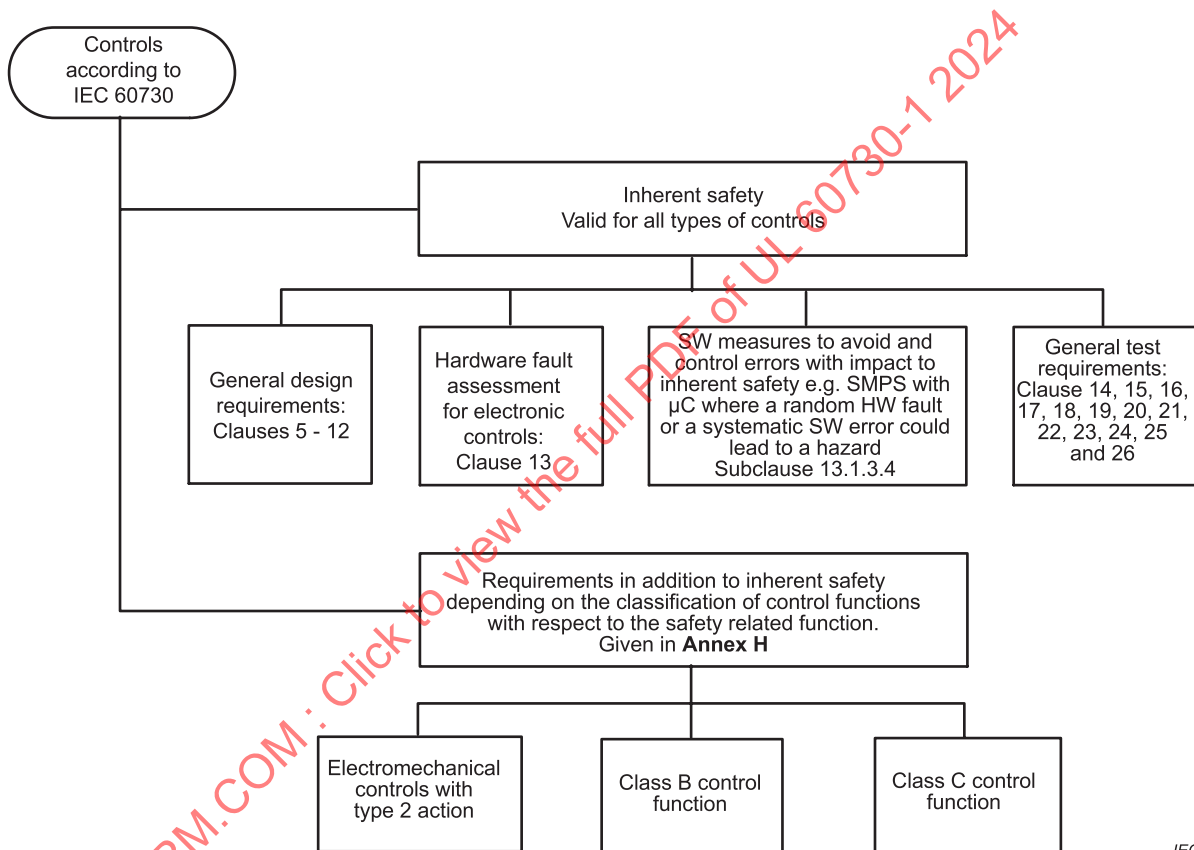 Controls
according to
IEC 60730
Inherent safety
Valid for all types of controls
General design
requirements:
Clauses 5 - 12
Hardware fault
assessment
for electronic
controls:
Clause 13
SW measures to avoid and
control errors with impact to
inherent safety e.g. SMPS with
µC where a random HW fault
or a systematic SW error could
lead to a hazard
Subclause 13.1.3.4
General test
requirements:
Clause 14, 15, 16,
17, 18, 19, 20, 21,
22, 23, 24, 25
and 26
Requirements in addition to inherent safety
depending on the classification of control functions
with respect to the safety related function.
Given in Annex H
Electromechanical
controls with
type 2 action
Class B control
function
Class C control
function
IEC
RM.COM : Click to view the full PDF of UL 60730-1 2024